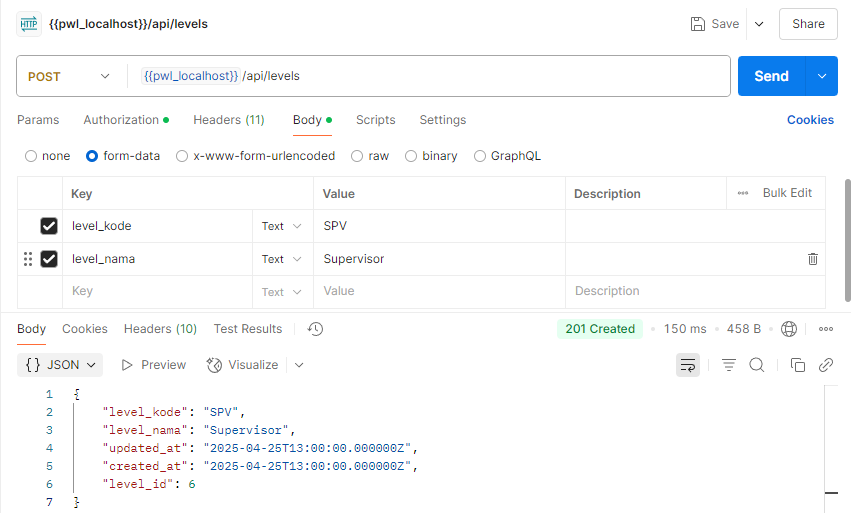 HTTP {{pwl_localhost}}/api/levels Save Share
POST {{pwl_localhost}} /api/levels Send
Params Authorization Headers (11) Body Scripts Settings Cookies
none form-data x-www-form-urlencoded raw binary GraphQL
Key Value Description ••• Bulk Edit
level_kode Text SPV
level_nama Text Supervisor
Key Text Value Description
Body Cookies Headers (10) Test Results 201 Created • 150 ms • 458 B •••
{} JSON Preview Visualize
1 {
2 "level_kode": "SPV",
3 "level_nama": "Supervisor",
4 "updated_at": "2025-04-25T13:00:00.000000Z",
5 "created_at": "2025-04-25T13:00:00.000000Z",
6 "level_id": 6
7 }